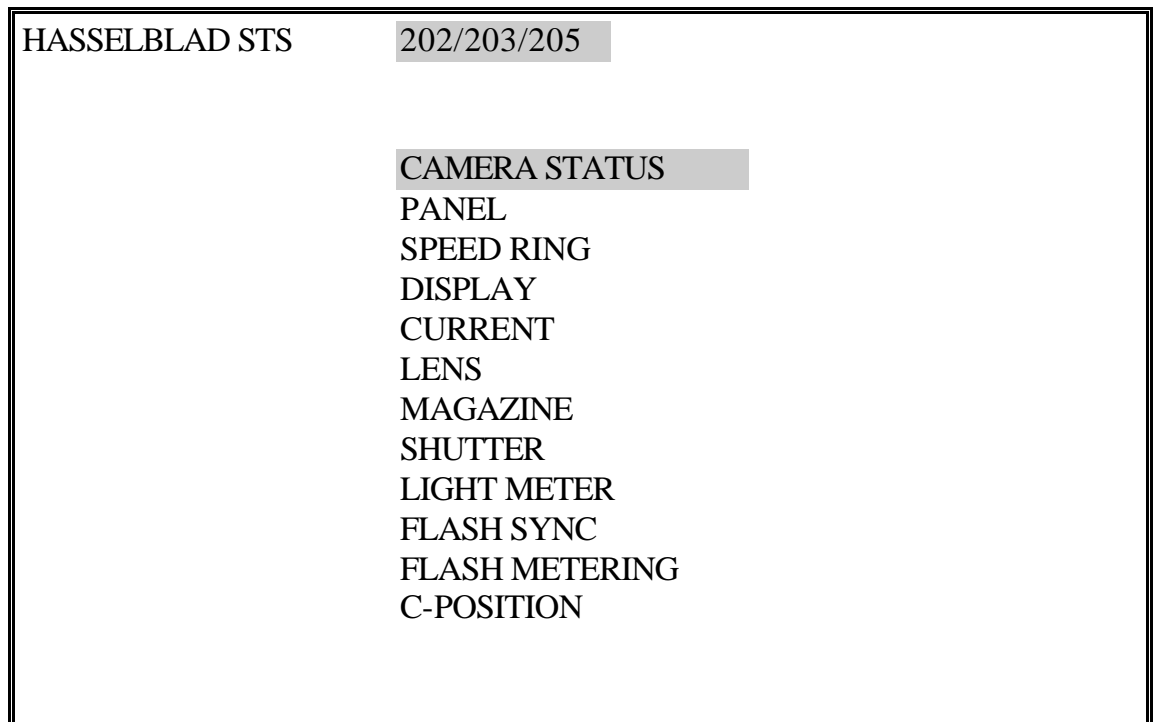 HASSELBLAD STS 202/203/205
CAMERA STATUS
PANEL
SPEED RING
DISPLAY
CURRENT
LENS
MAGAZINE
SHUTTER
LIGHT METER
FLASH SYNC
FLASH METERING
C-POSITION